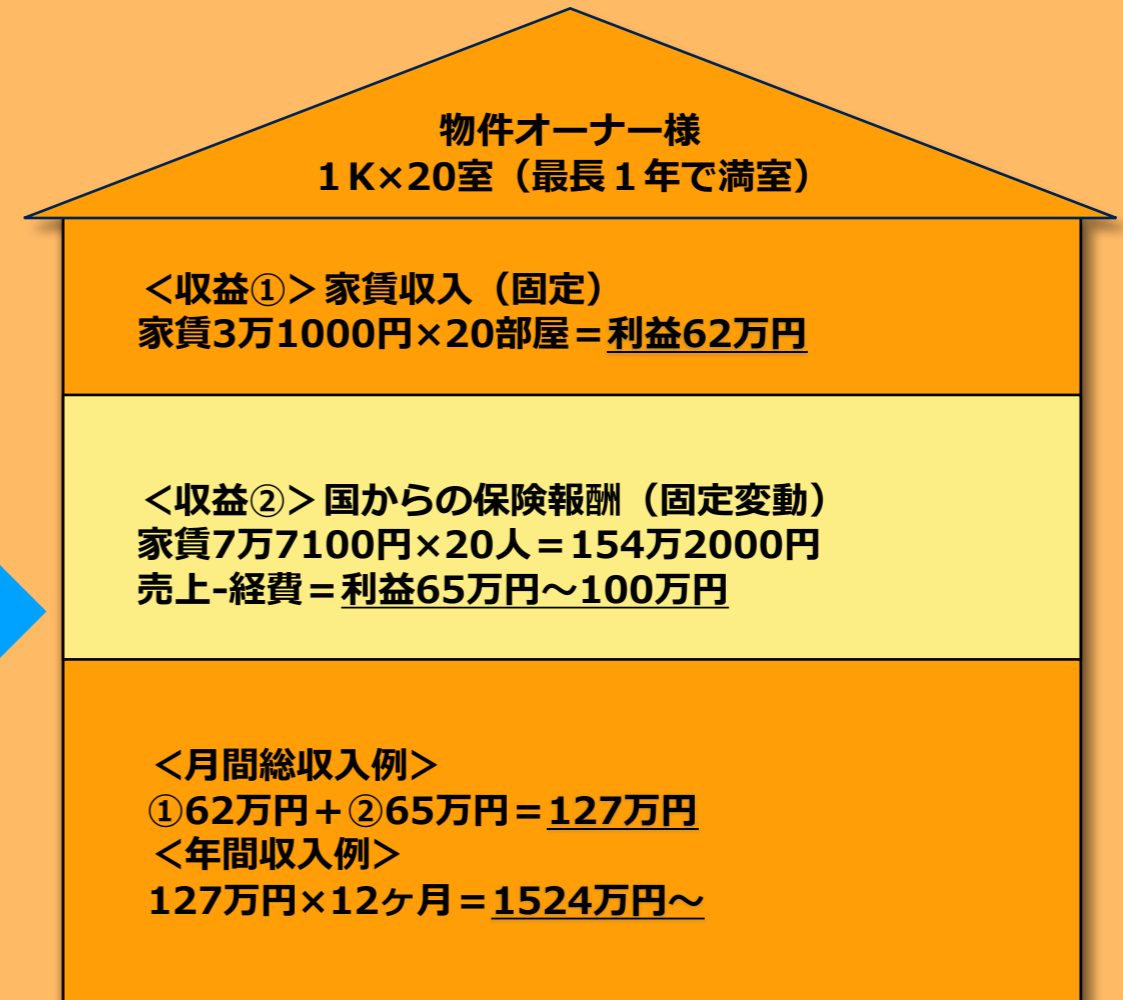 物件オーナー様
1K×20室（最長1年で満室）
＜収益①＞家賃収入（固定）
家賃3万1000円×20部屋＝利益62万円
＜収益②＞国からの保険報酬（固定変動）
家賃7万7100円×20人＝154万2000円
売上-経費＝利益65万円～100万円
＜月間総収入例＞
①62万円＋②65万円＝127万円
＜年間収入例＞
127万円×12ヶ月＝1524万円～